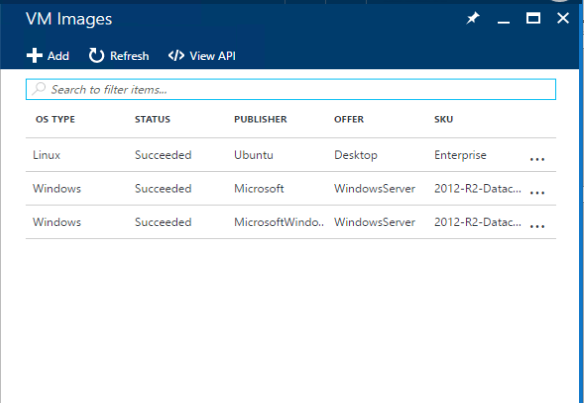 VM Images
Add Refresh </> View API
Search to filter items...
OS TYPE STATUS PUBLISHER OFFER SKU
Linux Succeeded Ubuntu Desktop Enterprise ...
Windows Succeeded Microsoft WindowsServer 2012-R2-Datac... ...
Windows Succeeded MicrosoftWindo.. WindowsServer 2012-R2-Datac... ...